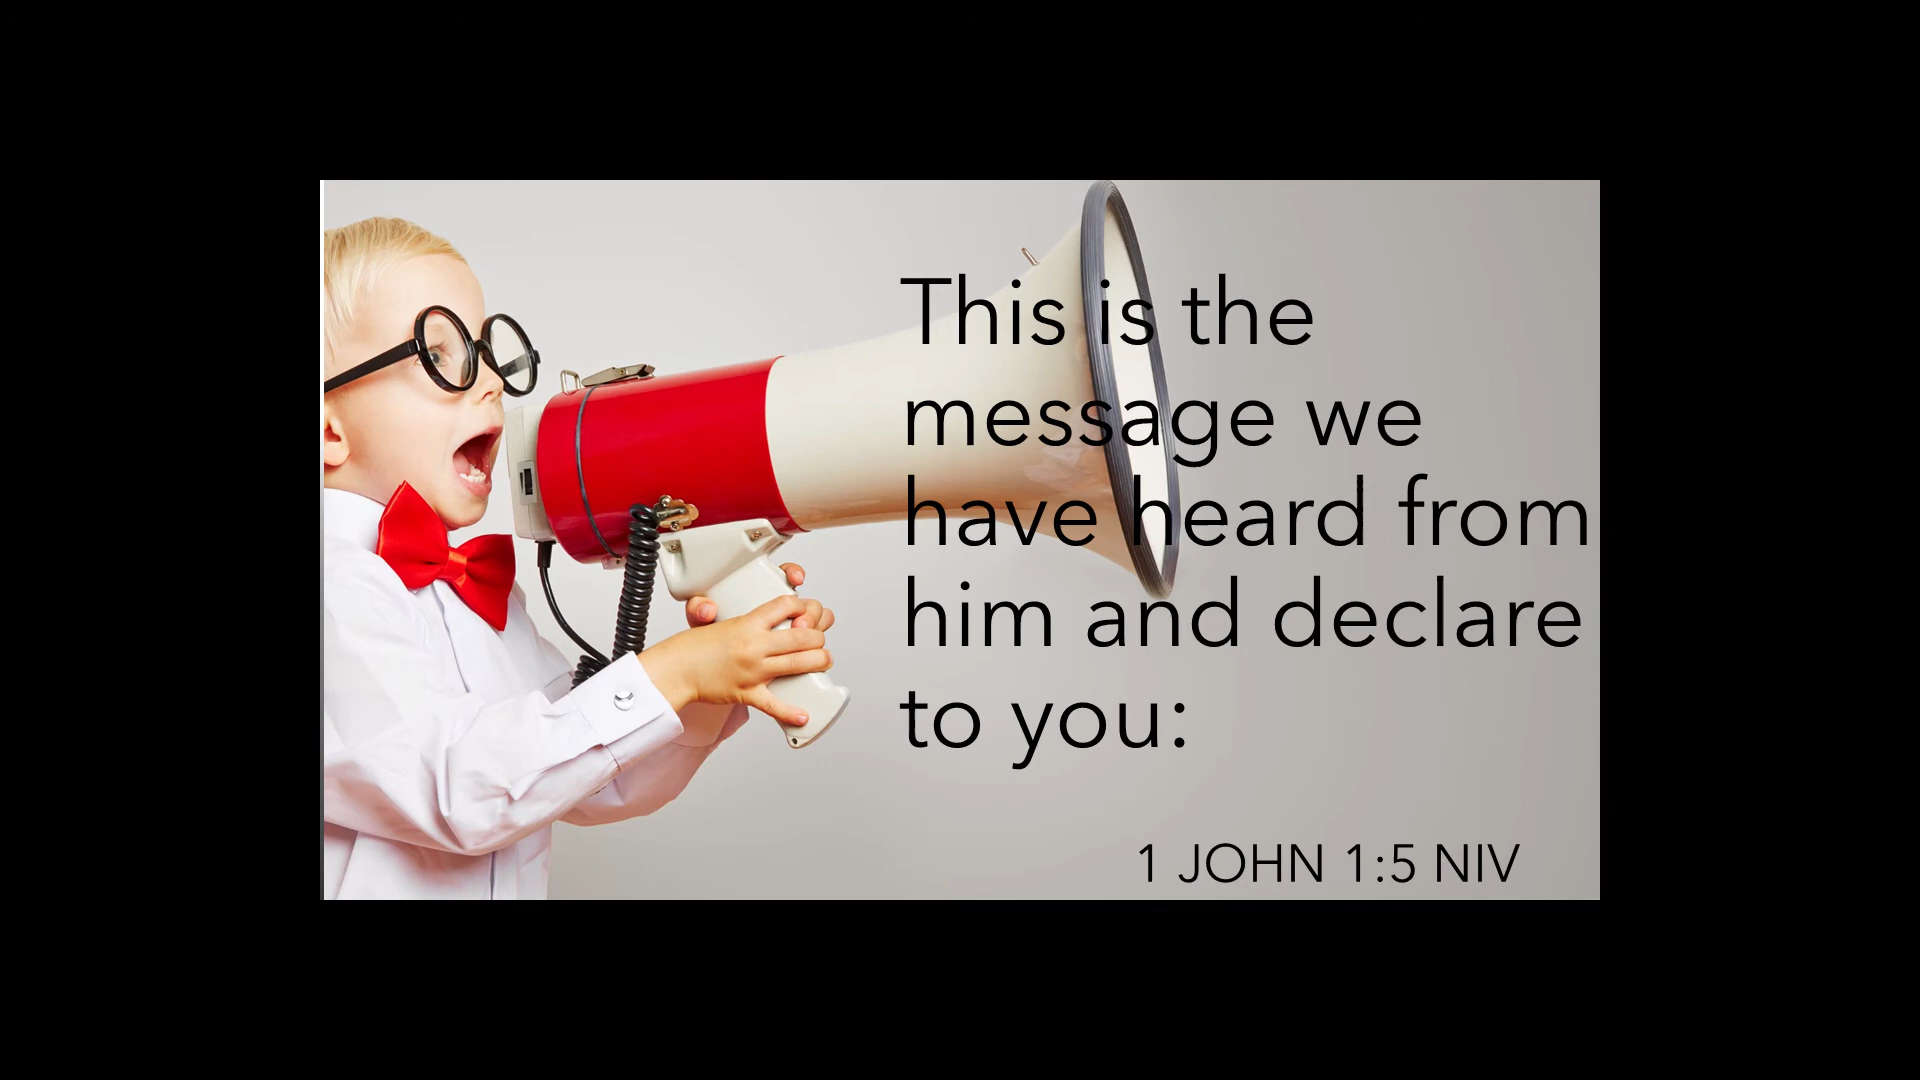 This is the
message we
have heard from
him and declare
to you:
1 JOHN 1:5 NIV